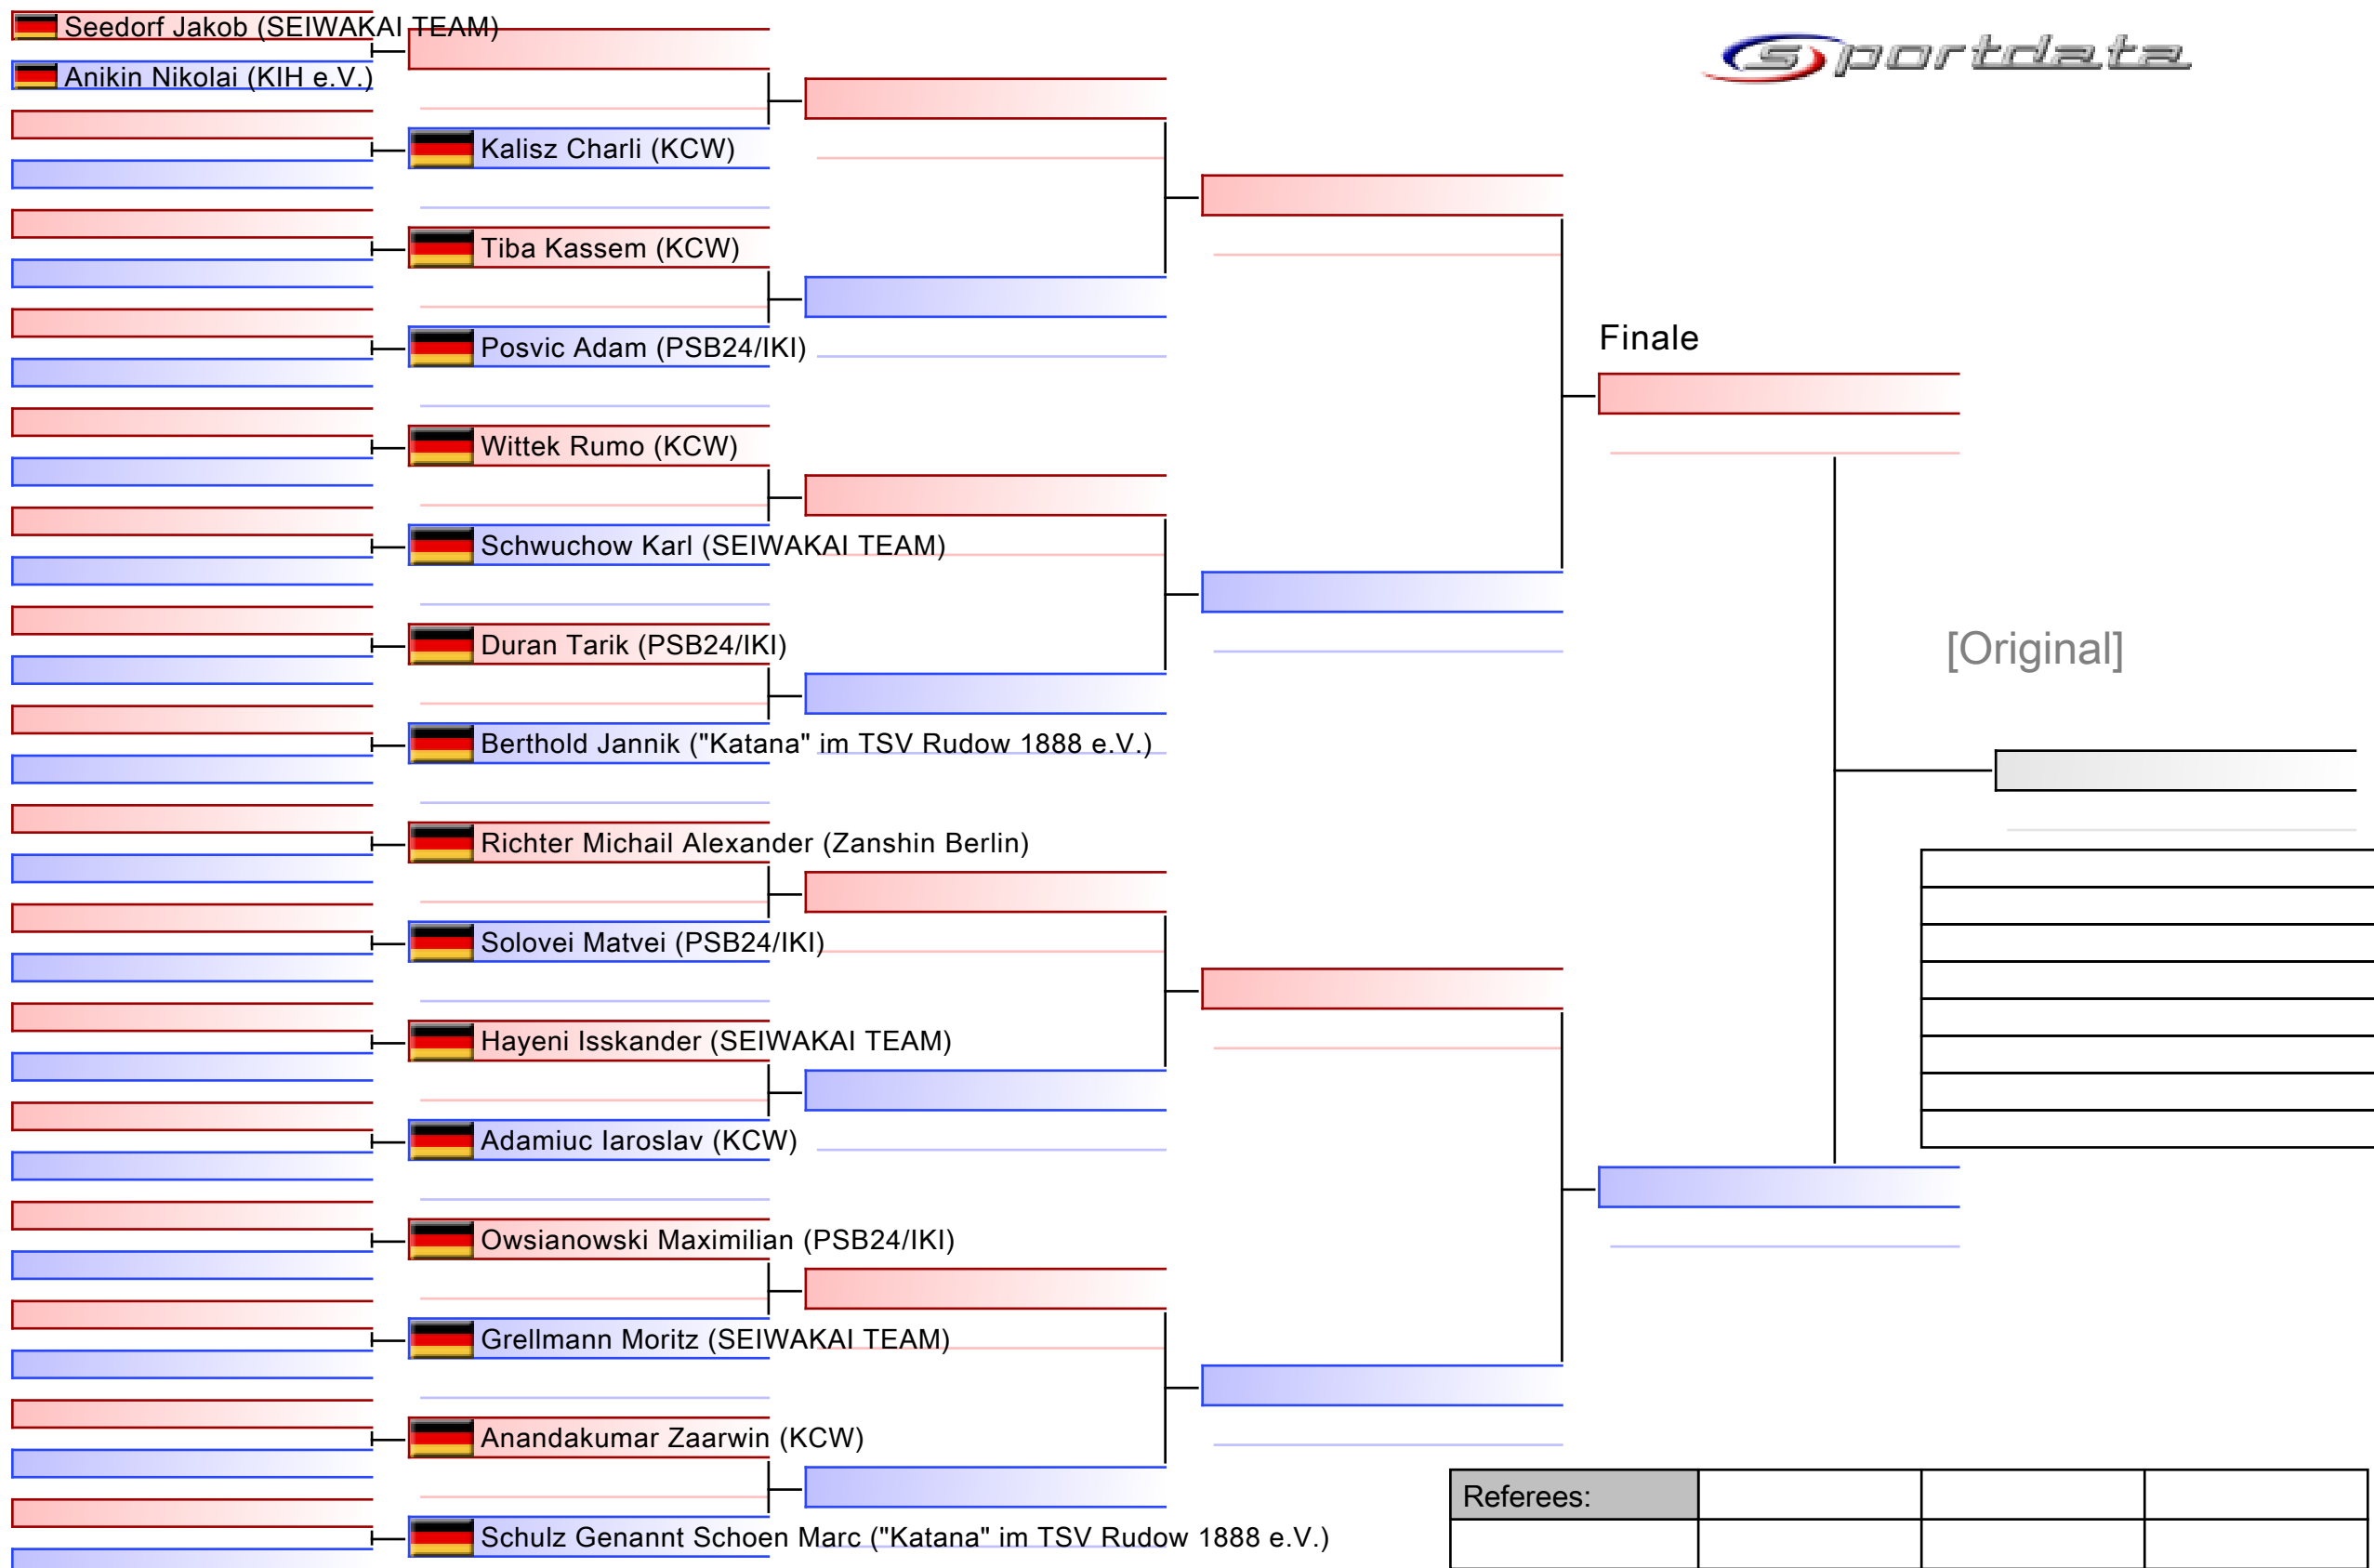 sportdata
Seedorf Jakob (SEIWAKAI TEAM)
Anikin Nikolai (KIH e.V.)
Kalisz Charli (KCW)
Tiba Kassem (KCW)
Finale
Posvic Adam (PSB24/IKI)
Wittek Rumo (KCW)
Schwuchow Karl (SEIWAKAI TEAM)
Duran Tarik (PSB24/IKI)
[Original]
Berthold Jannik ("Katana" im TSV Rudow 1888 e.V.)
Richter Michail Alexander (Zanshin Berlin)
Solovei Matvei (PSB24/IKI)
Hayeni Isskander (SEIWAKAI TEAM)
Adamiuc Iaroslav (KCW)
Owsianowski Maximilian (PSB24/IKI)
Grellmann Moritz (SEIWAKAI TEAM)
Anandakumar Zaarwin (KCW)
Referees:
Schulz Genannt Schoen Marc ("Katana" im TSV Rudow 1888 e.V.)